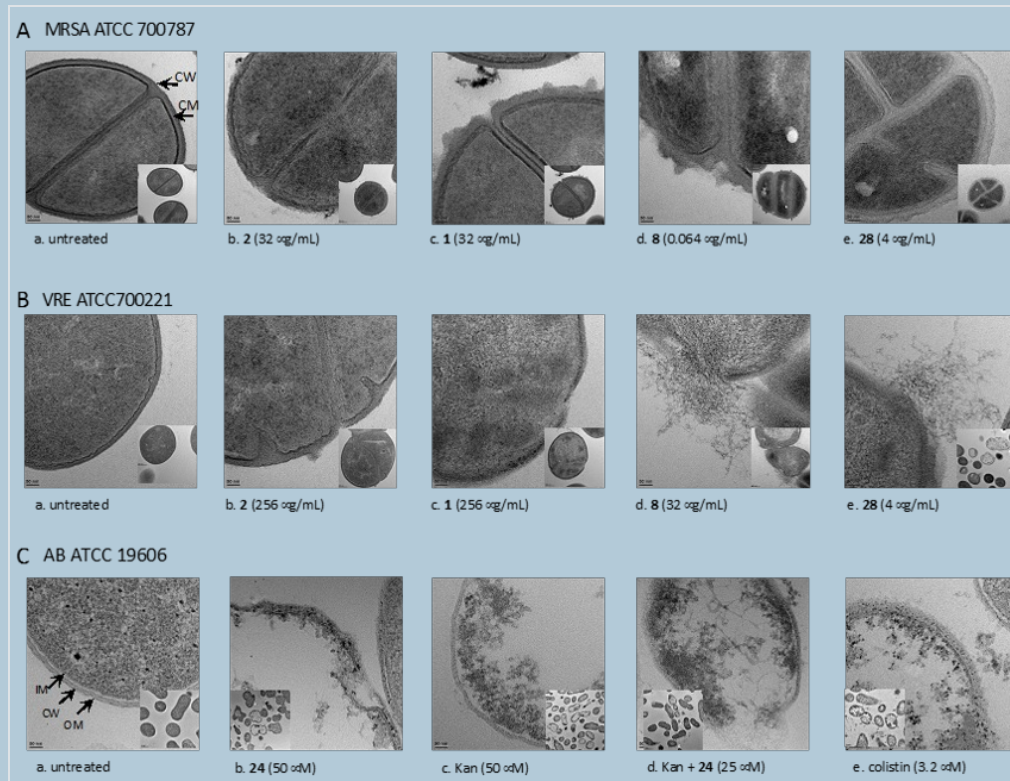 A MRSA ATCC 700787
CW
CM
a. untreated
b. 2 (32 ∝g/mL)
c. 1 (32 ∝g/mL)
d. 8 (0.064 ∝g/mL)
e. 28 (4 ∝g/mL)
B VRE ATCC700221
a. untreated
b. 2 (256 ∝g/mL)
c. 1 (256 ∝g/mL)
d. 8 (32 ∝g/mL)
e. 28 (4 ∝g/mL)
C AB ATCC 19606
IM
CW
OM
a. untreated
b. 24 (50 ∝M)
c. Kan (50 ∝M)
d. Kan + 24 (25 ∝M)
e. colistin (3.2 ∝M)